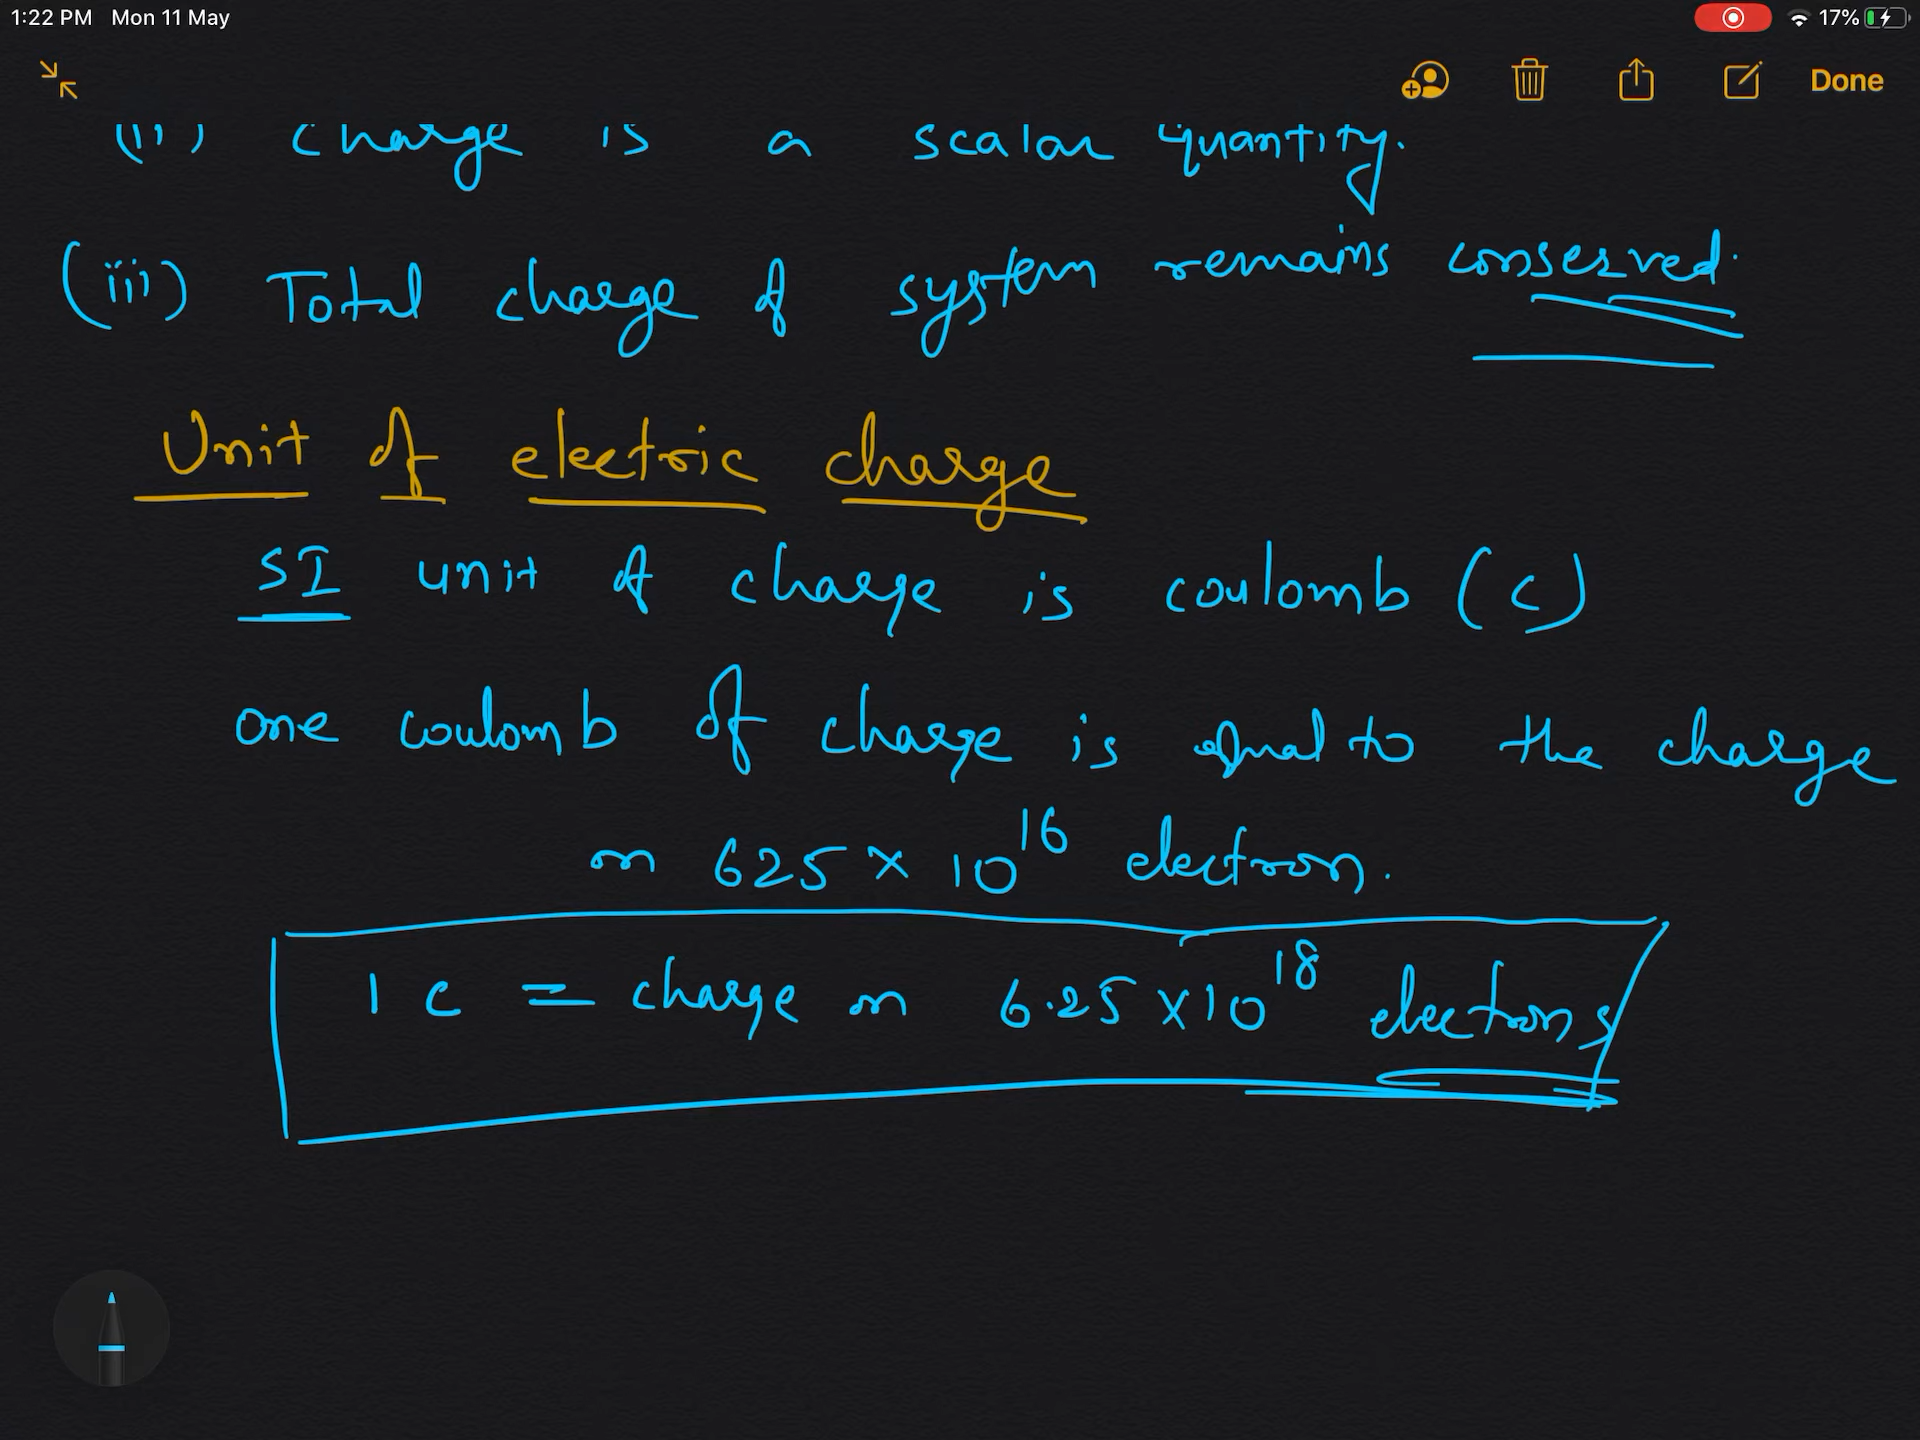 1:22 PM Mon 11 May 17%
Done
(ii) charge is a scalar quantity.
(iii) Total charge of system remains conserved.
Unit of electric charge
SI unit of charge is coulomb (c)
one coulomb of charge is equal to the charge
on 625 × 10^16 electron.
1 c = charge on 6.25 × 10^18 electrons